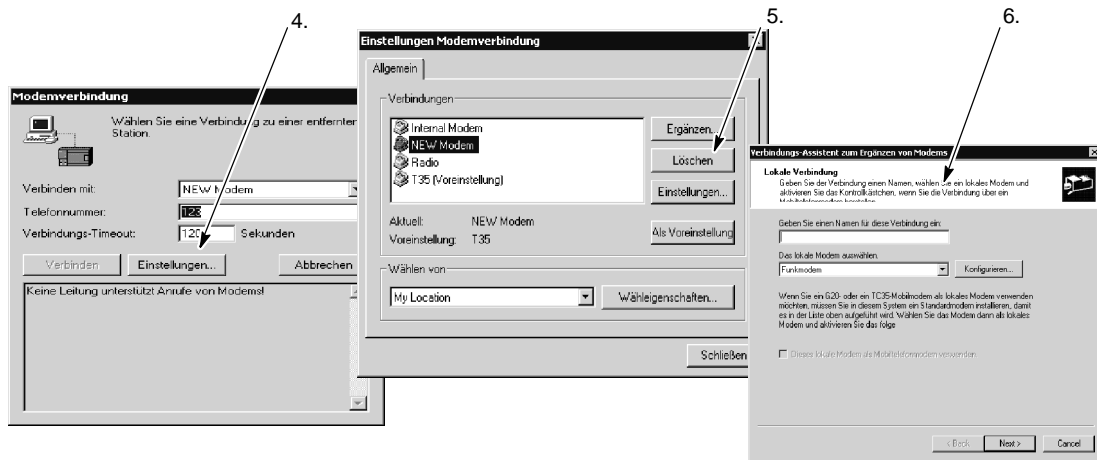 4.
5.
6.
Modemverbindung
Wählen Sie eine Verbindung zu einer entfernten
Station.
Verbinden mit:
NEW Modem
Telefonnummer:
123
Verbindungs-Timeout:
120
Sekunden
Verbinden
Einstellungen...
Abbrechen
Keine Leitung unterstützt Anrufe von Modems!
Einstellungen Modemverbindung
Allgemein
Verbindungen
Internal Modem
NEW Modem
Radio
T35 (Voreinstellung)
Ergänzen...
Löschen
Einstellungen...
Als Voreinstellung
Aktuell: NEW Modem
Voreinstellung: T35
Wählen von
My Location
Wähleigenschaften...
Schließen
Verbindungs-Assistent zum Ergänzen von Modems
Lokale Verbindung
Geben Sie der Verbindung einen Namen, wählen Sie ein lokales Modem und
aktivieren Sie das Kontrollkästchen, wenn Sie die Verbindung über ein
Mobiltelefonmodem herstellen
Geben Sie einen Namen für diese Verbindung ein:
Das lokale Modem auswählen.
Funkmodem
Konfigurieren...
Wenn Sie ein G20- oder ein TC35-Mobilmodem als lokales Modem verwenden
möchten, müssen Sie in diesem System ein Standardmodem installieren, damit
es in der Liste oben aufgeführt wird. Wählen Sie das Modem dann als lokales
Modem und aktivieren Sie das folge
Dieses lokale Modem als Mobiltelefonmodem verwenden
< Back
Next >
Cancel